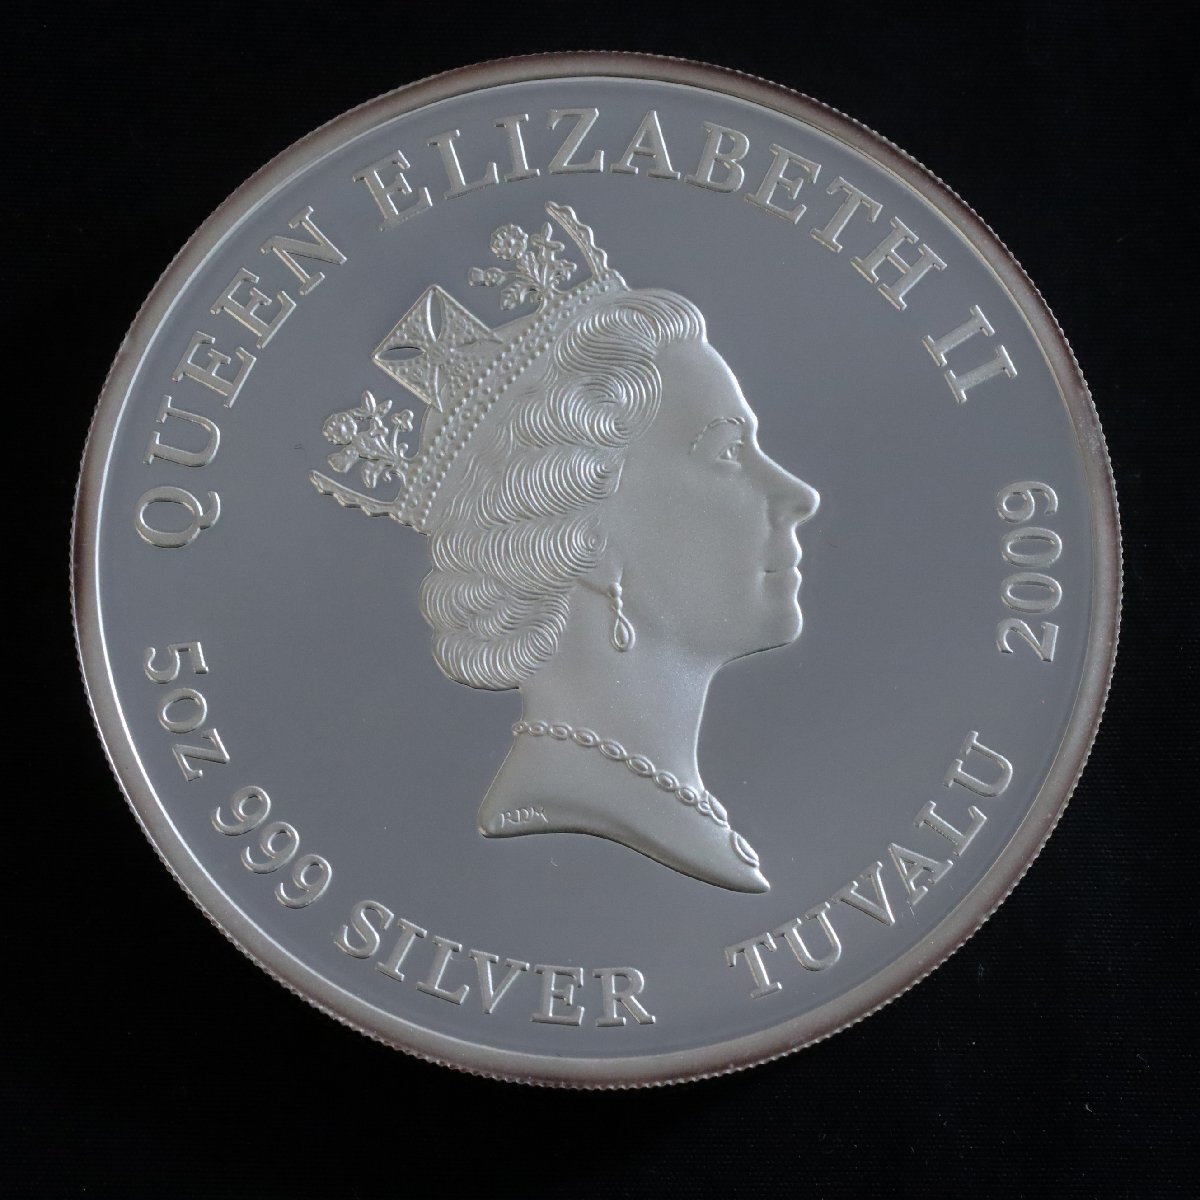 QUEEN ELIZABETH II
2009
TUVALU
5oz 999 SILVER
RDM